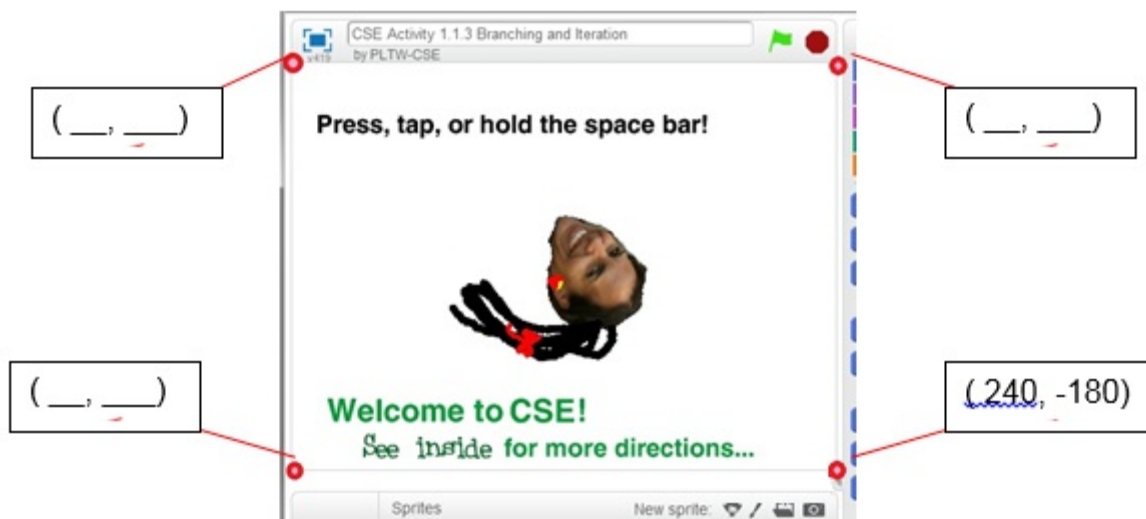 CSE Activity 1.1.3 Branching and Iteration
v419
by PLTW-CSE
( __, ___)
( __, ___)
Press, tap, or hold the space bar!
( __, ___)
( 240, -180)
Welcome to CSE!
See inside for more directions...
Sprites New sprite: